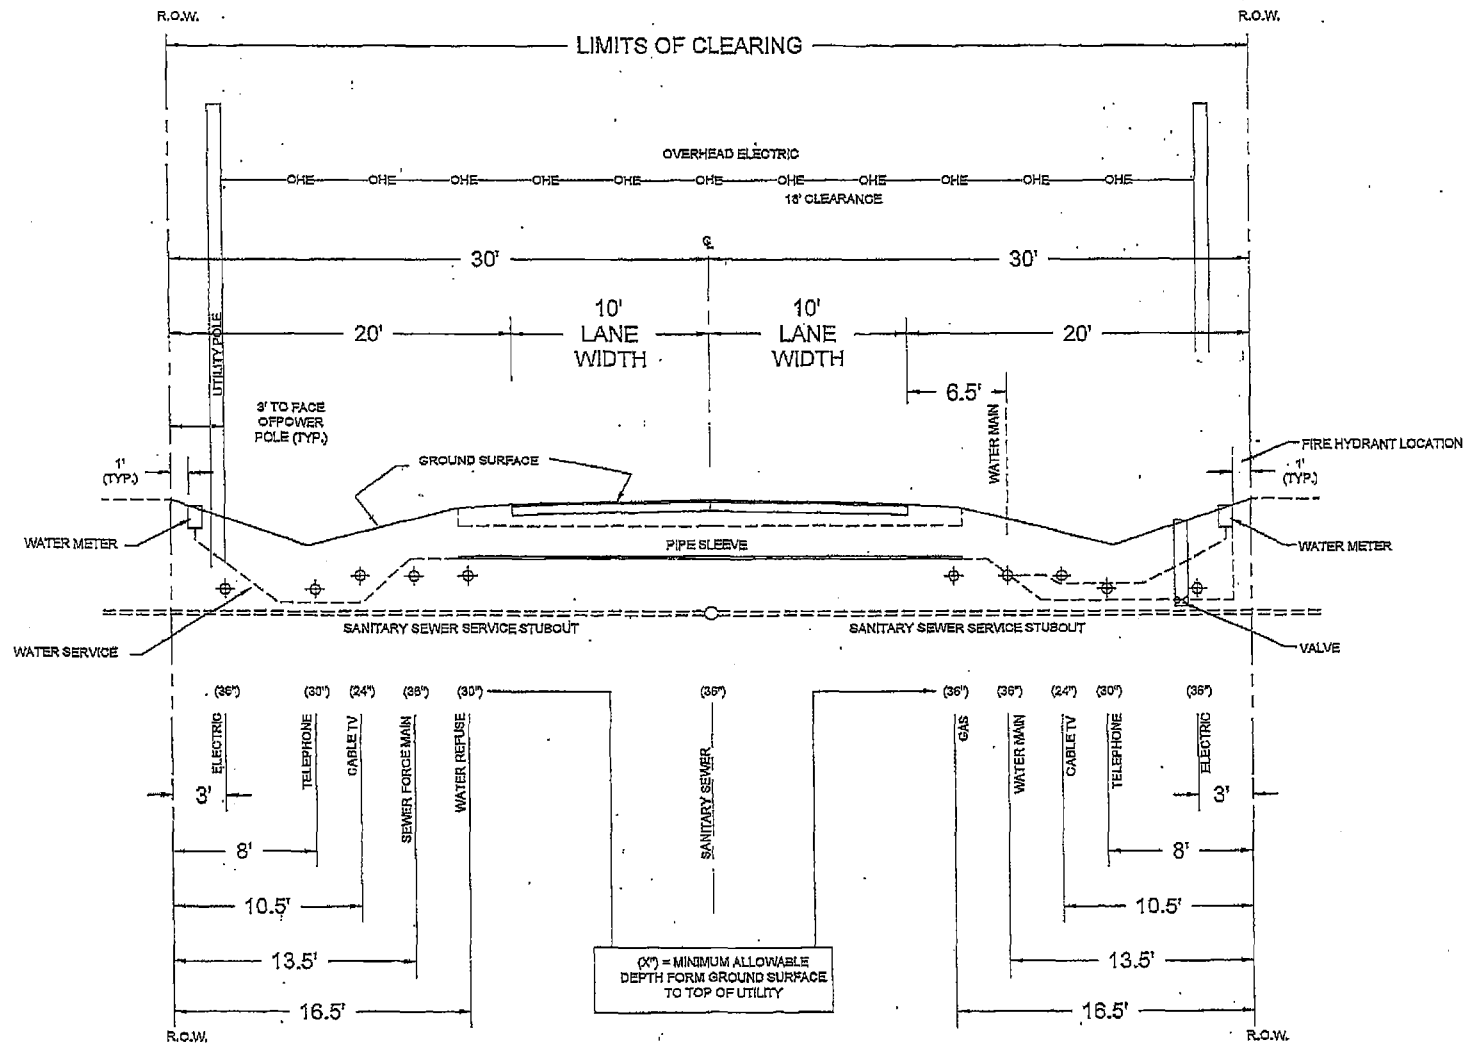 R.O.W.
R.O.W.
LIMITS OF CLEARING
OVERHEAD ELECTRIC
OHE OHE OHE OHE OHE OHE OHE OHE OHE OHE OHE
18' CLEARANCE
℄
30'
30'
10'
LANE
WIDTH
10'
LANE
WIDTH
20'
20'
UTILITY POLE
6.5'
3' TO FACE
OFPOWER
POLE (TYP.)
WATER MAIN
FIRE HYDRANT LOCATION
1'
(TYP.)
GROUND SURFACE
1'
(TYP.)
WATER METER
PIPE SLEEVE
WATER METER
SANITARY SEWER SERVICE STUBOUT
SANITARY SEWER SERVICE STUBOUT
WATER SERVICE
VALVE
(36") (30") (24") (36") (30") (36") (36") (36") (24") (30") (36")
ELECTRIC
TELEPHONE
CABLE TV
SEWER FORCE MAIN
WATER REFUSE
SANITARY SEWER
GAS
WATER MAIN
CABLE TV
TELEPHONE
ELECTRIC
3'
3'
8'
8'
10.5'
10.5'
13.5'
13.5'
(X") = MINIMUM ALLOWABLE
DEPTH FORM GROUND SURFACE
TO TOP OF UTILITY
16.5'
16.5'
R.O.W.
R.O.W.